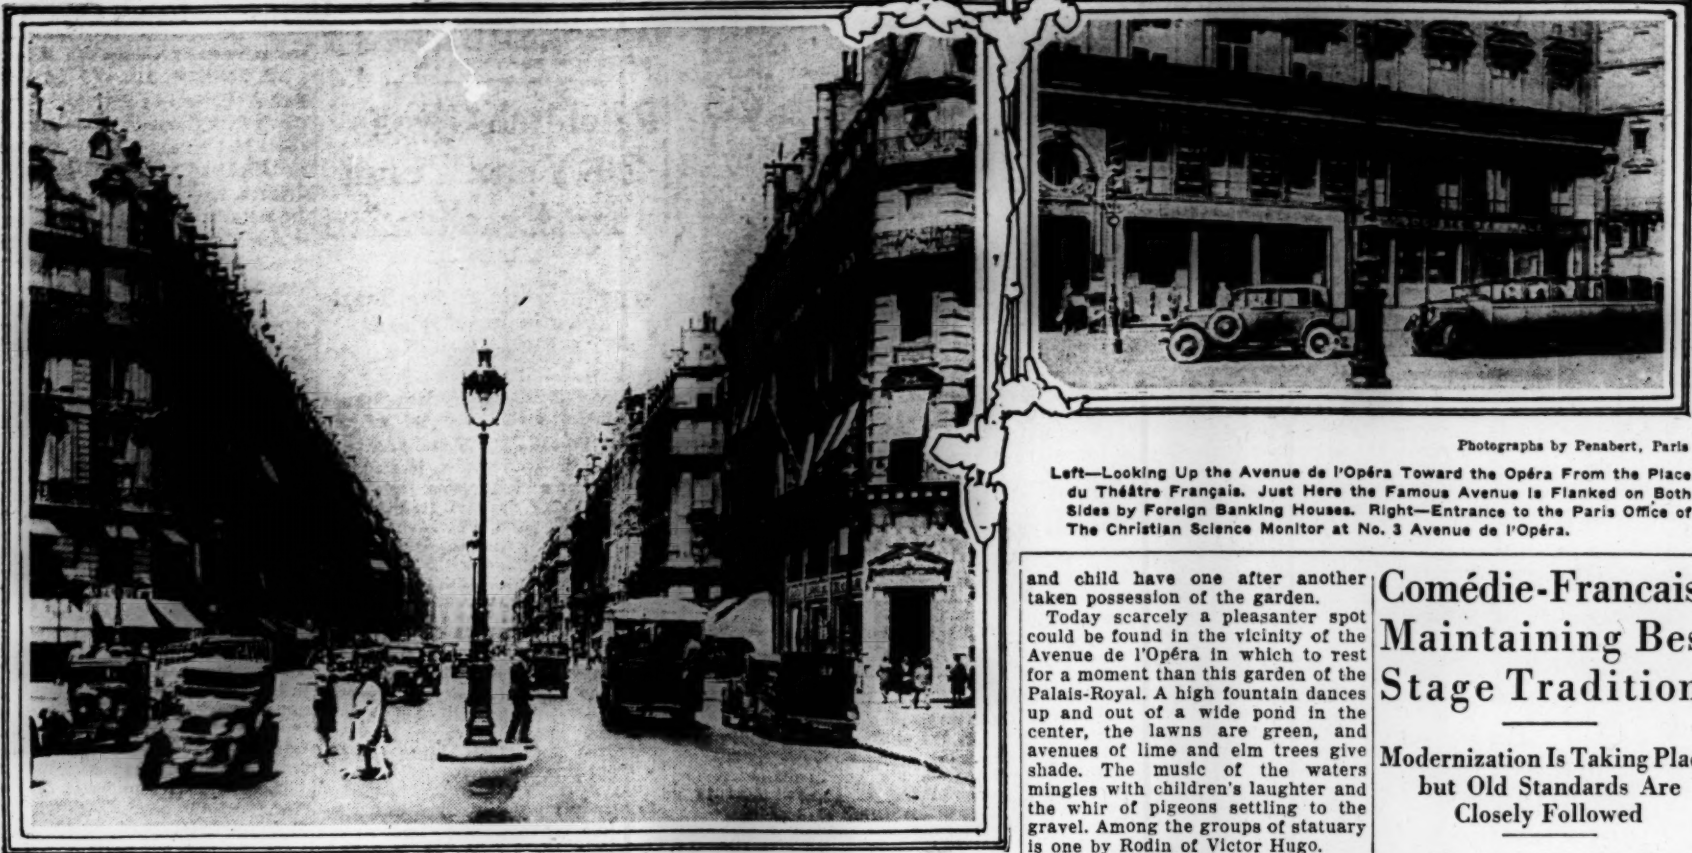 Photographs by Penabert, Paris
Left—Looking Up the Avenue de l'Opéra Toward the Opéra From the Place
du Théâtre Français. Just Here the Famous Avenue Is Flanked on Both
Sides by Foreign Banking Houses. Right—Entrance to the Paris Office of
The Christian Science Monitor at No. 3 Avenue de l'Opéra.
and child have one after another
taken possession of the garden.
Today scarcely a pleasanter spot
could be found in the vicinity of the
Avenue de l'Opéra in which to rest
for a moment than this garden of the
Palais-Royal. A high fountain dances
up and out of a wide pond in the
center, the lawns are green, and
avenues of lime and elm trees give
shade. The music of the waters
mingles with children's laughter and
the whir of pigeons settling to the
gravel. Among the groups of statuary
is one by Rodin of Victor Hugo.
Comédie-Francais
Maintaining Bes
Stage Tradition
Modernization Is Taking Plac
but Old Standards Are
Closely Followed